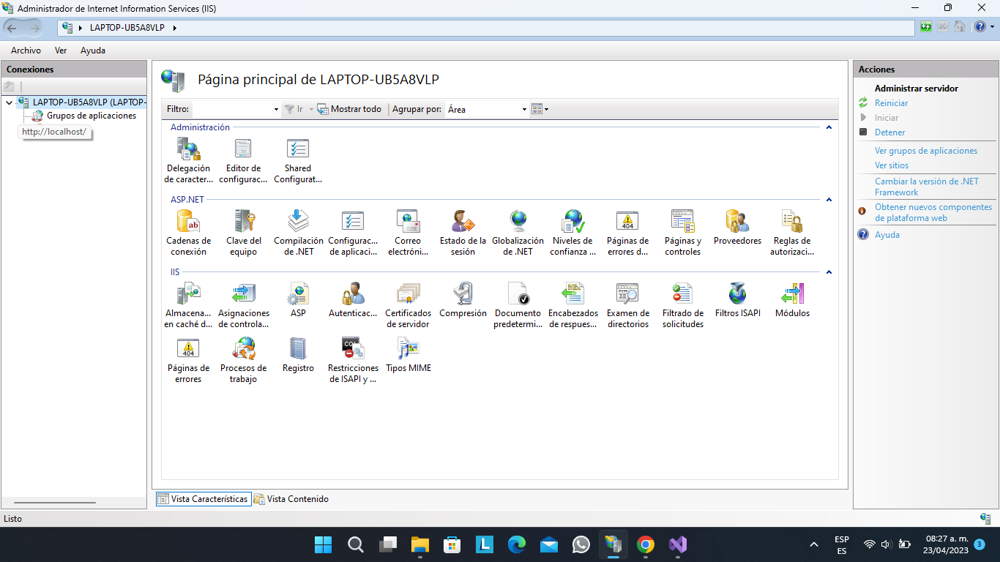 Administrador de Internet Information Services (IIS)
LAPTOP-UB5A8VLP
Archivo Ver Ayuda
Conexiones
LAPTOP-UB5A8VLP (LAPTOP-
Grupos de aplicaciones
http://localhost/
Página principal de LAPTOP-UB5A8VLP
Filtro: Ir Mostrar todo Agrupar por: Área
Administración
Delegación de caracter...
Editor de configurac...
Shared Configurat...
ASP.NET
Cadenas de conexión
Clave del equipo
Compilación de .NET
Configurac... de aplicaci...
Correo electróni...
Estado de la sesión
Globalización de .NET
Niveles de confianza ...
Páginas de errores d...
Páginas y controles
Proveedores
Reglas de autorizaci...
IIS
Almacena... en caché d...
Asignaciones de controla...
ASP
Autenticac...
Certificados de servidor
Compresión
Documento predetermi...
Encabezados de respues...
Examen de directorios
Filtrado de solicitudes
Filtros ISAPI
Módulos
Páginas de errores
Procesos de trabajo
Registro
Restricciones de ISAPI y ...
Tipos MIME
Vista Características
Vista Contenido
Acciones
Administrar servidor
Reiniciar
Iniciar
Detener
Ver grupos de aplicaciones
Ver sitios
Cambiar la versión de .NET
Framework
Obtener nuevos componentes
de plataforma web
Ayuda
Listo
ESP
ES
08:27 a. m.
23/04/2023
3